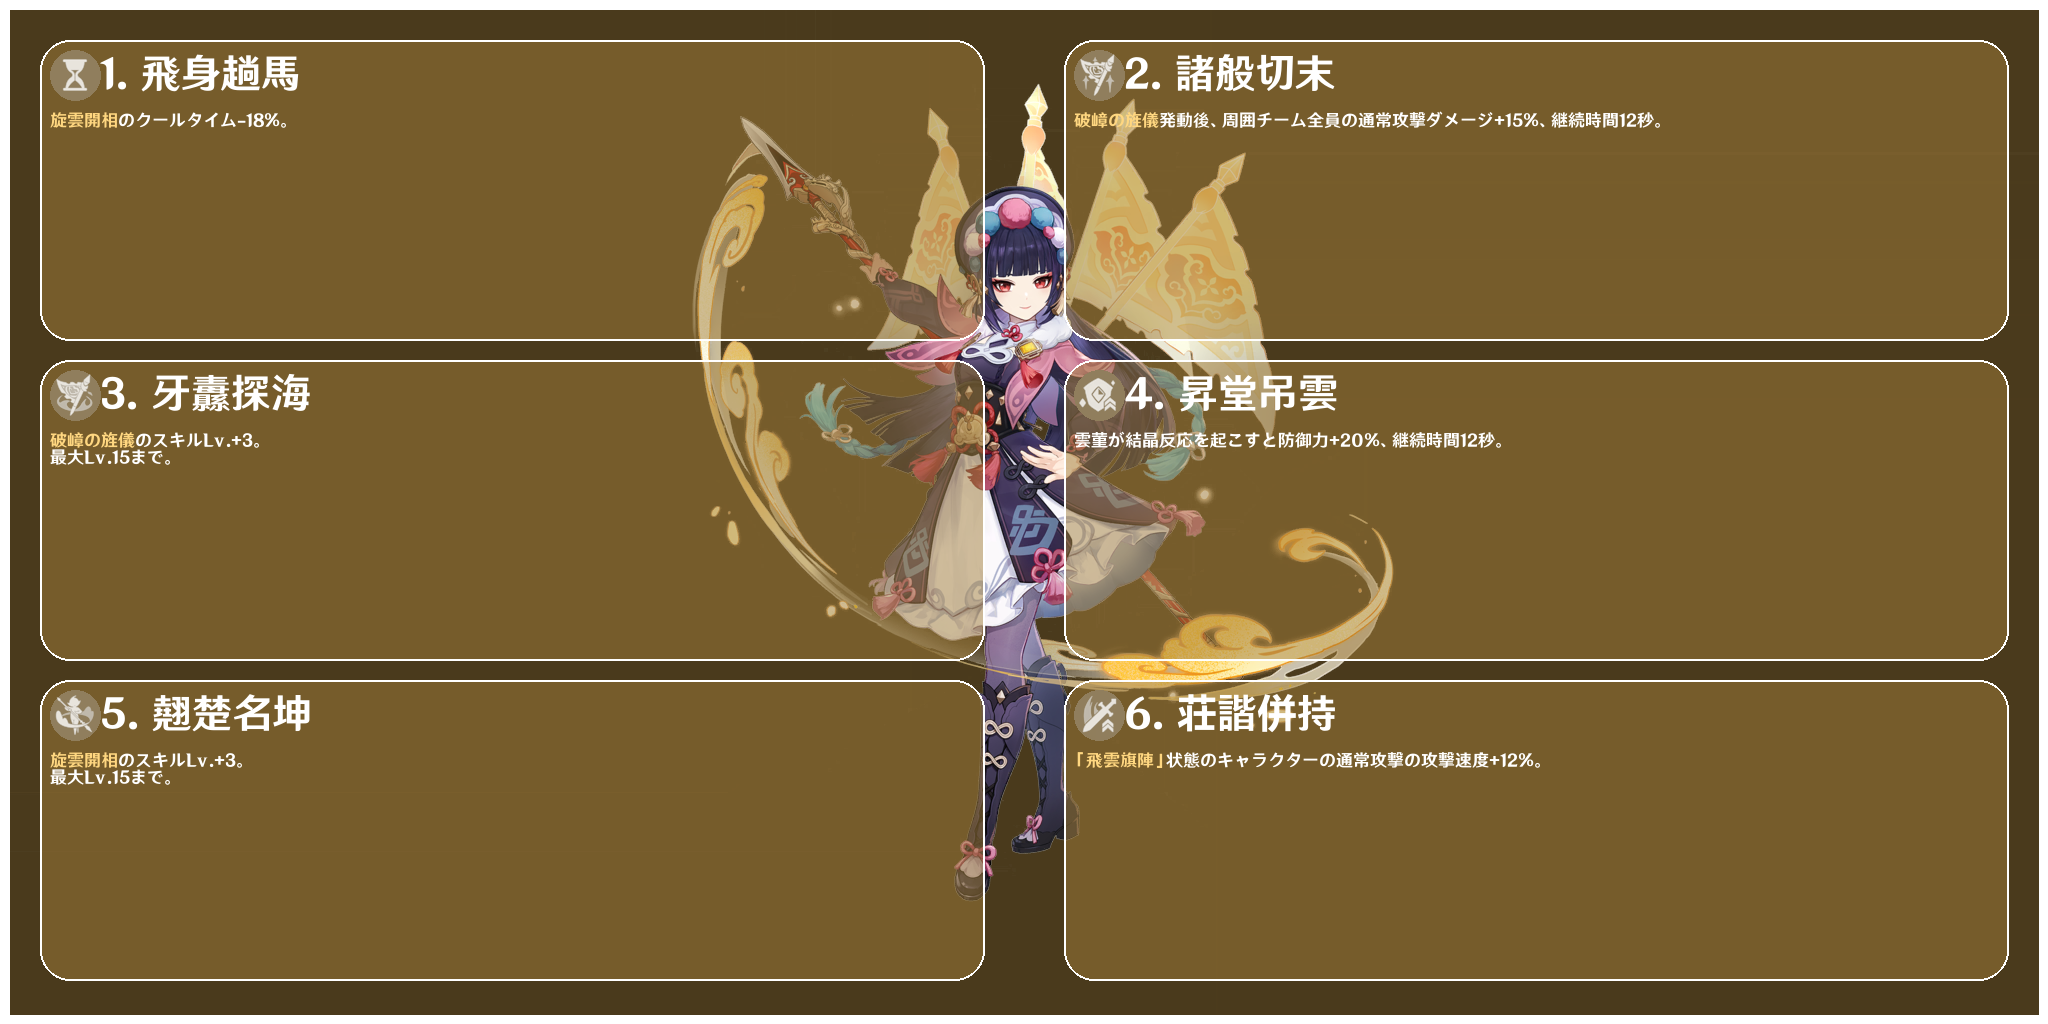 1. 飛身趟馬
旋雲開相のクールタイム-18%。
2. 諸般切末
破嶂の旌儀発動後、周囲チーム全員の通常攻撃ダメージ+15%、継続時間12秒。
3. 牙纛探海
破嶂の旌儀のスキルLv.+3。
最大Lv.15まで。
4. 昇堂吊雲
雲菫が結晶反応を起こすと防御力+20%、継続時間12秒。
5. 翹楚名坤
旋雲開相のスキルLv.+3。
最大Lv.15まで。
6. 荘諧併持
「飛雲旗陣」状態のキャラクターの通常攻撃の攻撃速度+12%。